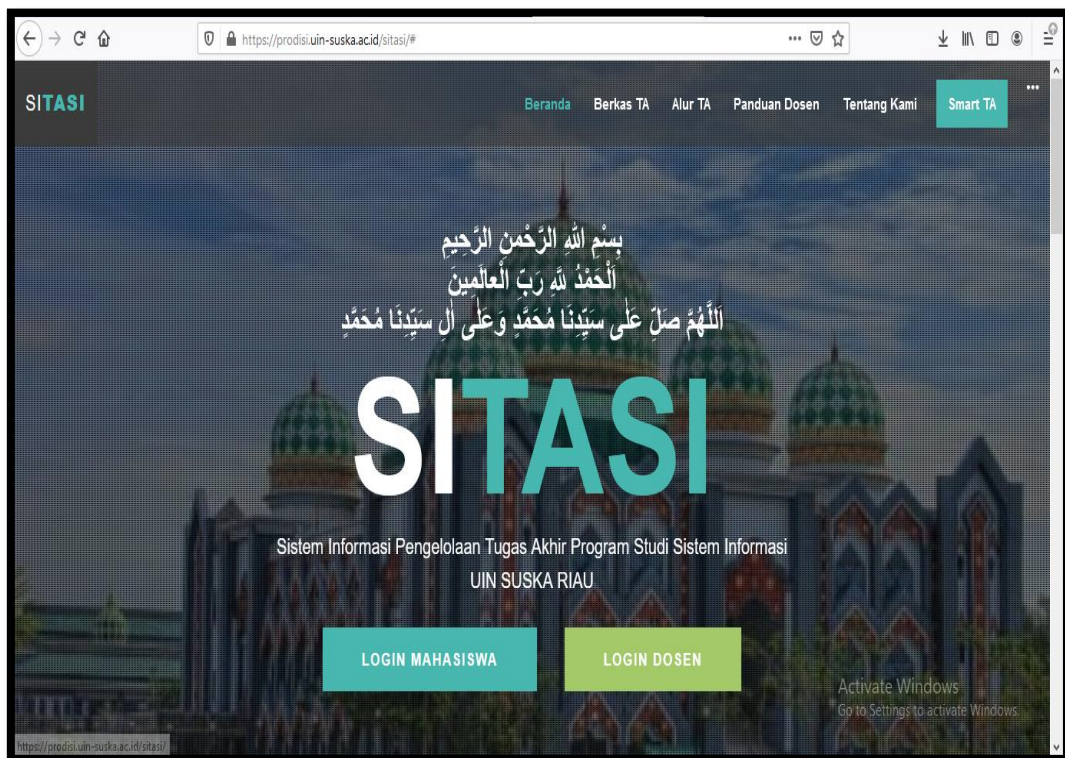 https://prodisi.uin-suska.ac.id/sitasi/#
SITASI
Beranda Berkas TA Alur TA Panduan Dosen Tentang Kami Smart TA
بِسْمِ اللهِ الرَّحْمنِ الرَّحِيمِ
اَلْحَمْدُ لِلَّهِ رَبِّ الْعالَمِينَ
اَللَّهُمَّ صَلِّ عَلٰى سَيِّدِنَا مُحَمَّدٍ وَعَلٰى اٰلِ سَيِّدِنَا مُحَمَّدٍ
SITASI
Sistem Informasi Pengelolaan Tugas Akhir Program Studi Sistem Informasi
UIN SUSKA RIAU
LOGIN MAHASISWA LOGIN DOSEN
Activate Windows
Go to Settings to activate Windows.
https://prodisi.uin-suska.ac.id/sitasi/